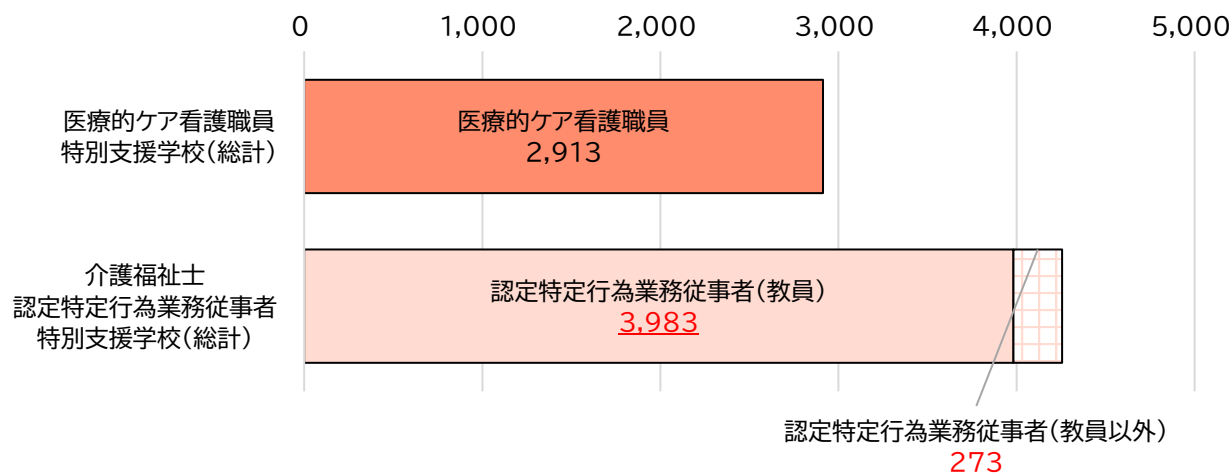 0 1,000 2,000 3,000 4,000 5,000
医療的ケア看護職員
特別支援学校(総計)
医療的ケア看護職員
2,913
介護福祉士
認定特定行為業務従事者
特別支援学校(総計)
認定特定行為業務従事者(教員)
3,983
認定特定行為業務従事者(教員以外)
273